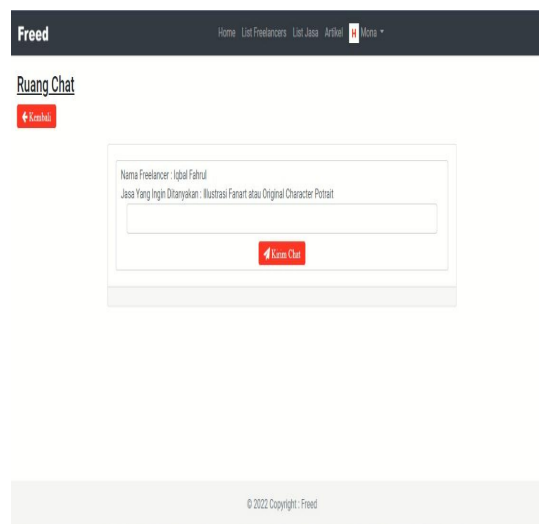 Freed
Home List Freelancers List Jasa Artikel H Mona
Ruang Chat
Kembali
Nama Freelancer : Iqbal Fahrul
Jasa Yang Ingin Ditanyakan : Illustrasi Fanart atau Original Character Potrait
Kirim Chat
© 2022 Copyright : Freed